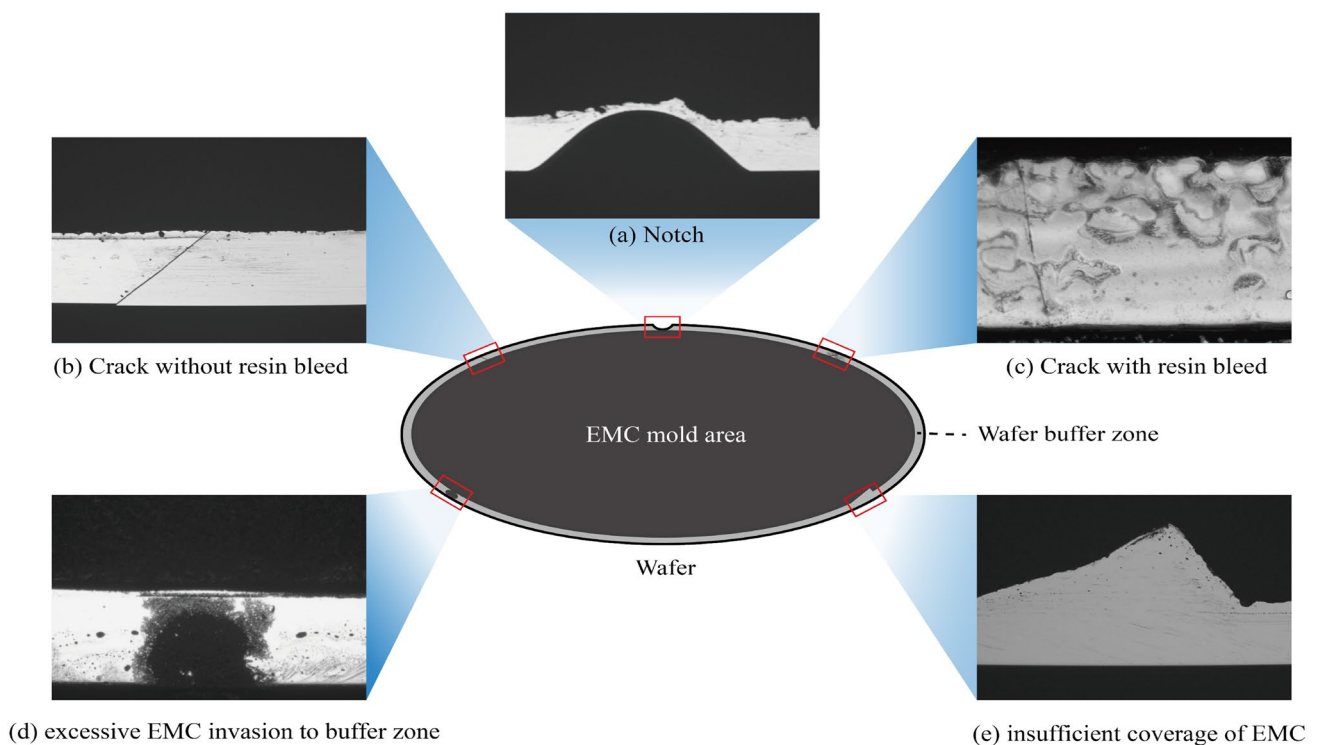 (a) Notch
(b) Crack without resin bleed
(c) Crack with resin bleed
EMC mold area
Wafer buffer zone
Wafer
(d) excessive EMC invasion to buffer zone
(e) insufficient coverage of EMC